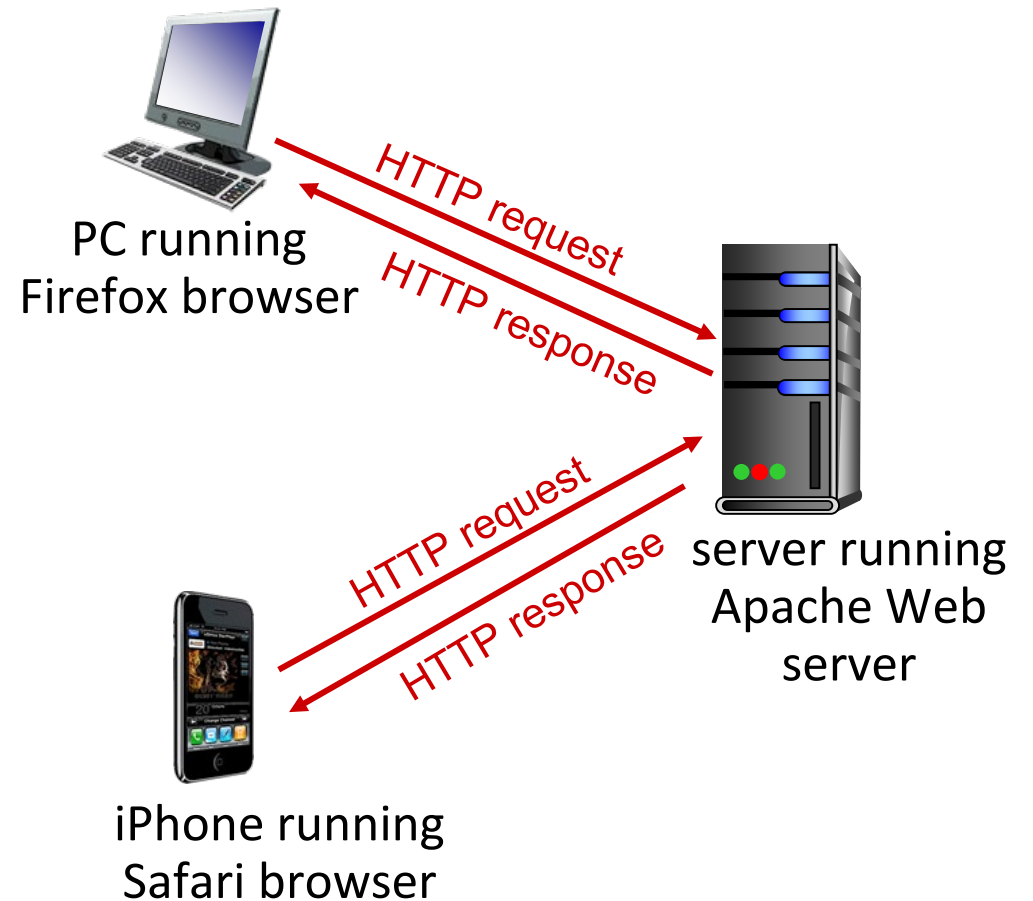 HTTP request
HTTP response
PC running
Firefox browser
HTTP request
HTTP response
server running
Apache Web
server
iPhone running
Safari browser